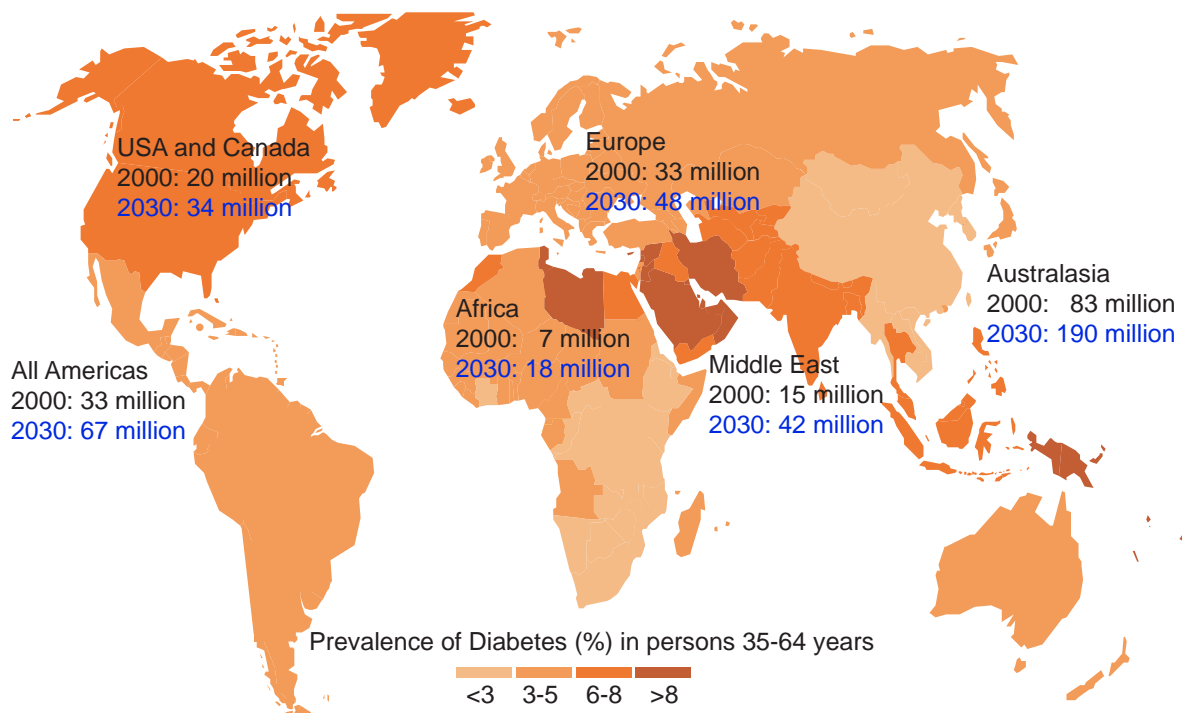 USA and Canada
2000: 20 million
2030: 34 million
Europe
2000: 33 million
2030: 48 million
Australasia
2000: 83 million
2030: 190 million
Africa
2000: 7 million
2030: 18 million
All Americas
2000: 33 million
2030: 67 million
Middle East
2000: 15 million
2030: 42 million
Prevalence of Diabetes (%) in persons 35-64 years
<3 3-5 6-8 >8